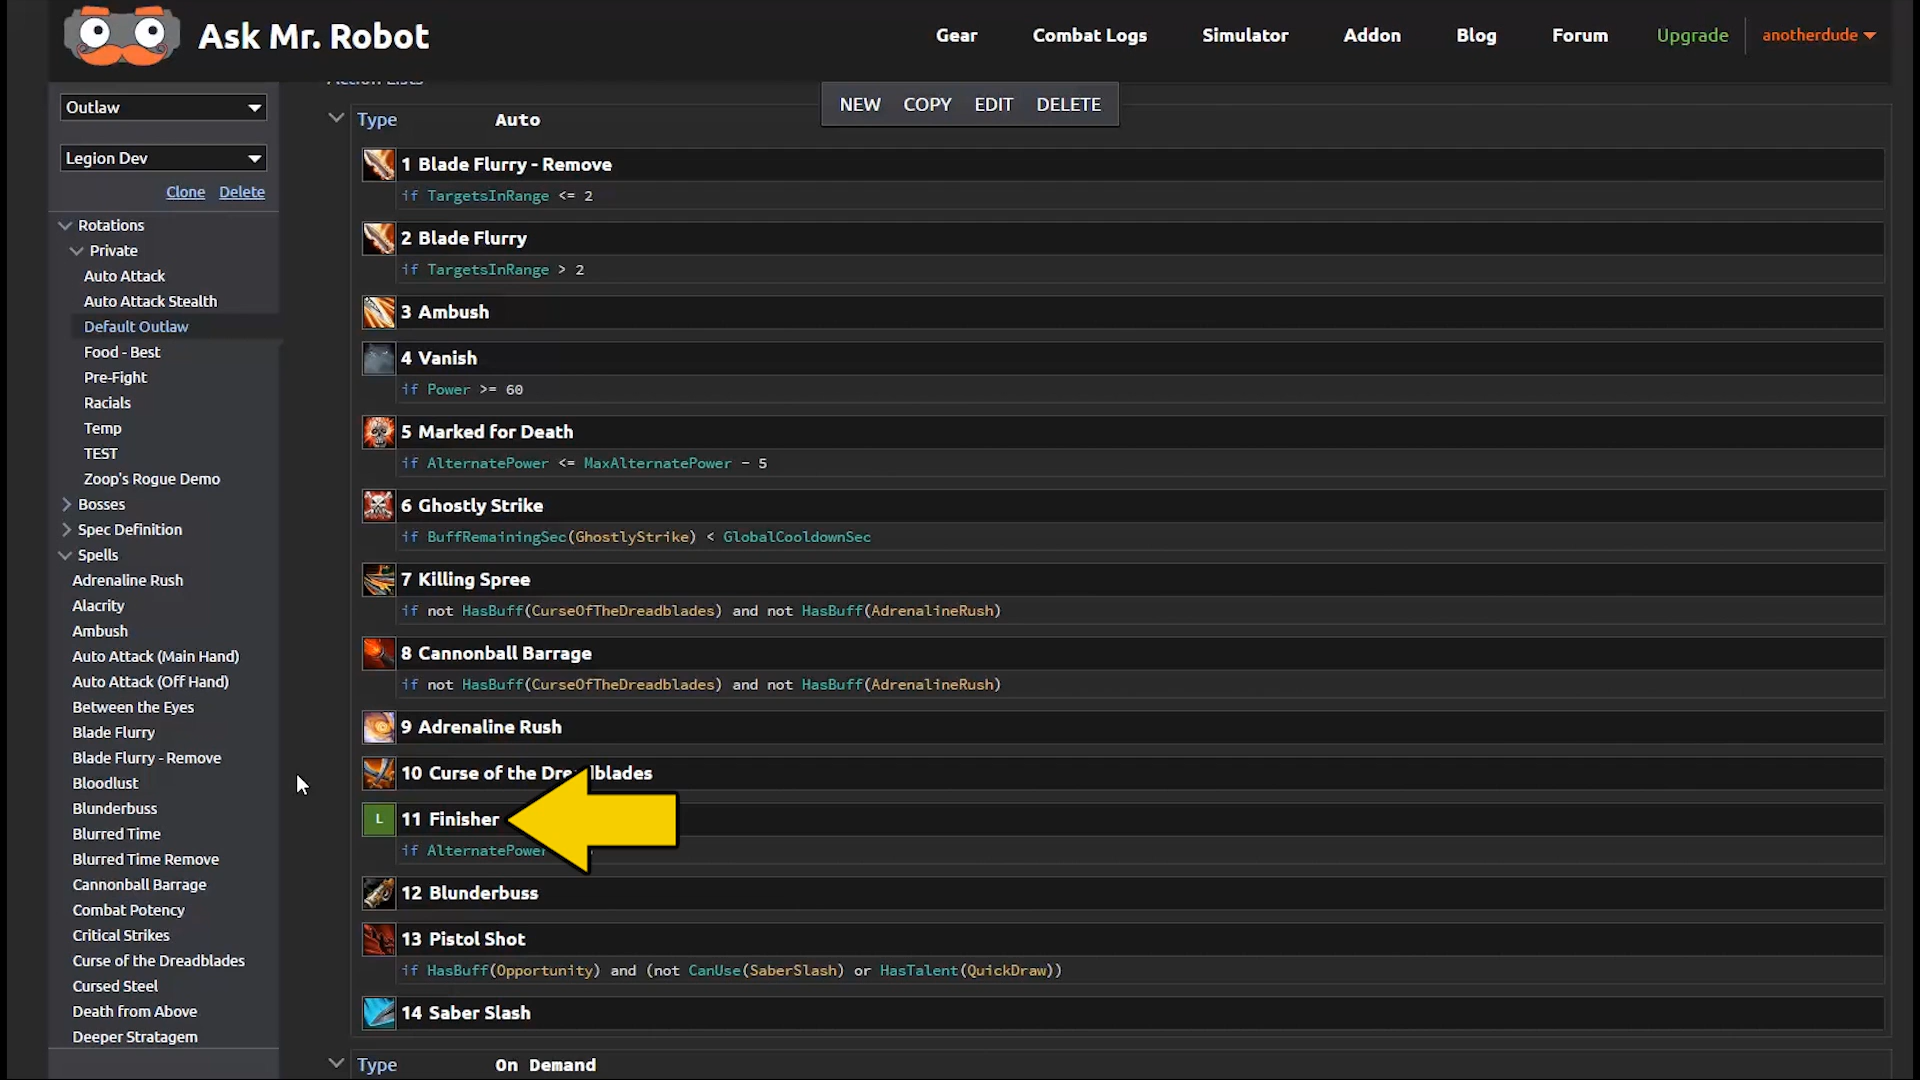 Ask Mr. Robot
Gear Combat Logs Simulator Addon Blog Forum Upgrade anotherdude
Outlaw
Legion Dev
Clone Delete
Rotations
Private
Auto Attack
Auto Attack Stealth
Default Outlaw
Food - Best
Pre-Fight
Racials
Temp
TEST
Zoop's Rogue Demo
Bosses
Spec Definition
Spells
Adrenaline Rush
Alacrity
Ambush
Auto Attack (Main Hand)
Auto Attack (Off Hand)
Between the Eyes
Blade Flurry
Blade Flurry - Remove
Bloodlust
Blunderbuss
Blurred Time
Blurred Time Remove
Cannonball Barrage
Combat Potency
Critical Strikes
Curse of the Dreadblades
Cursed Steel
Death from Above
Deeper Stratagem
Action Lists
NEW COPY EDIT DELETE
Type Auto
1 Blade Flurry - Remove
if TargetsInRange <= 2
2 Blade Flurry
if TargetsInRange > 2
3 Ambush
4 Vanish
if Power >= 60
5 Marked for Death
if AlternatePower <= MaxAlternatePower - 5
6 Ghostly Strike
if BuffRemainingSec(GhostlyStrike) < GlobalCooldownSec
7 Killing Spree
if not HasBuff(CurseOfTheDreadblades) and not HasBuff(AdrenalineRush)
8 Cannonball Barrage
if not HasBuff(CurseOfTheDreadblades) and not HasBuff(AdrenalineRush)
9 Adrenaline Rush
10 Curse of the Dreadblades
L 11 Finisher
if AlternatePower
12 Blunderbuss
13 Pistol Shot
if HasBuff(Opportunity) and (not CanUse(SaberSlash) or HasTalent(QuickDraw))
14 Saber Slash
Type On Demand